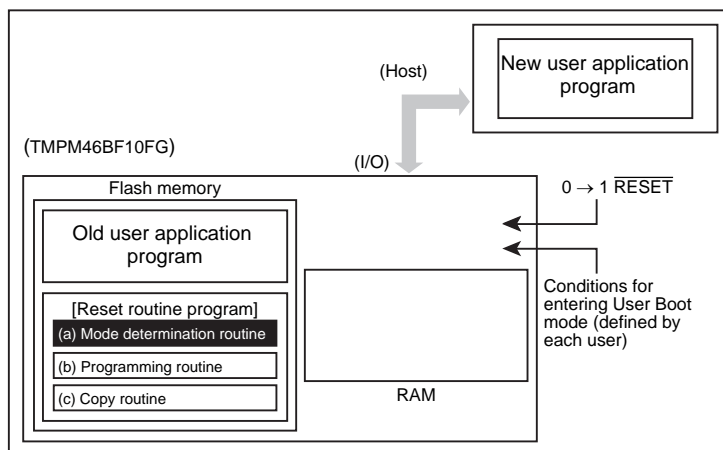 (Host)
New user application
program
(TMPM46BF10FG)
(I/O)
Flash memory
0 → 1 RESET
Old user application
program
[Reset routine program]
(a) Mode determination routine
(b) Programming routine
(c) Copy routine
RAM
Conditions for
entering User Boot
mode (defined by
each user)